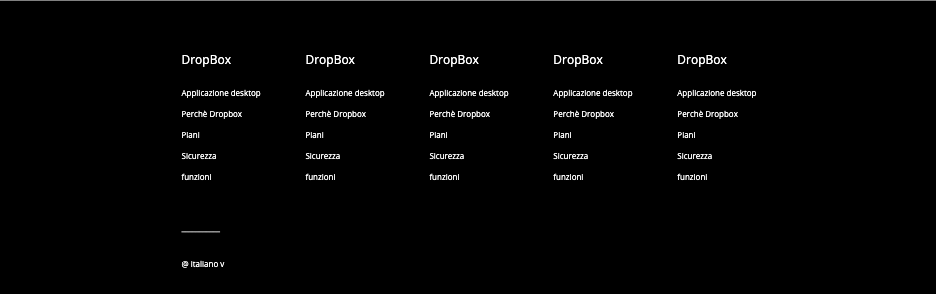 DropBox DropBox DropBox DropBox DropBox
Applicazione desktop Applicazione desktop Applicazione desktop Applicazione desktop Applicazione desktop
Perchè Dropbox Perchè Dropbox Perchè Dropbox Perchè Dropbox Perchè Dropbox
Piani Piani Piani Piani Piani
Sicurezza Sicurezza Sicurezza Sicurezza Sicurezza
funzioni funzioni funzioni funzioni funzioni
@ Italiano v